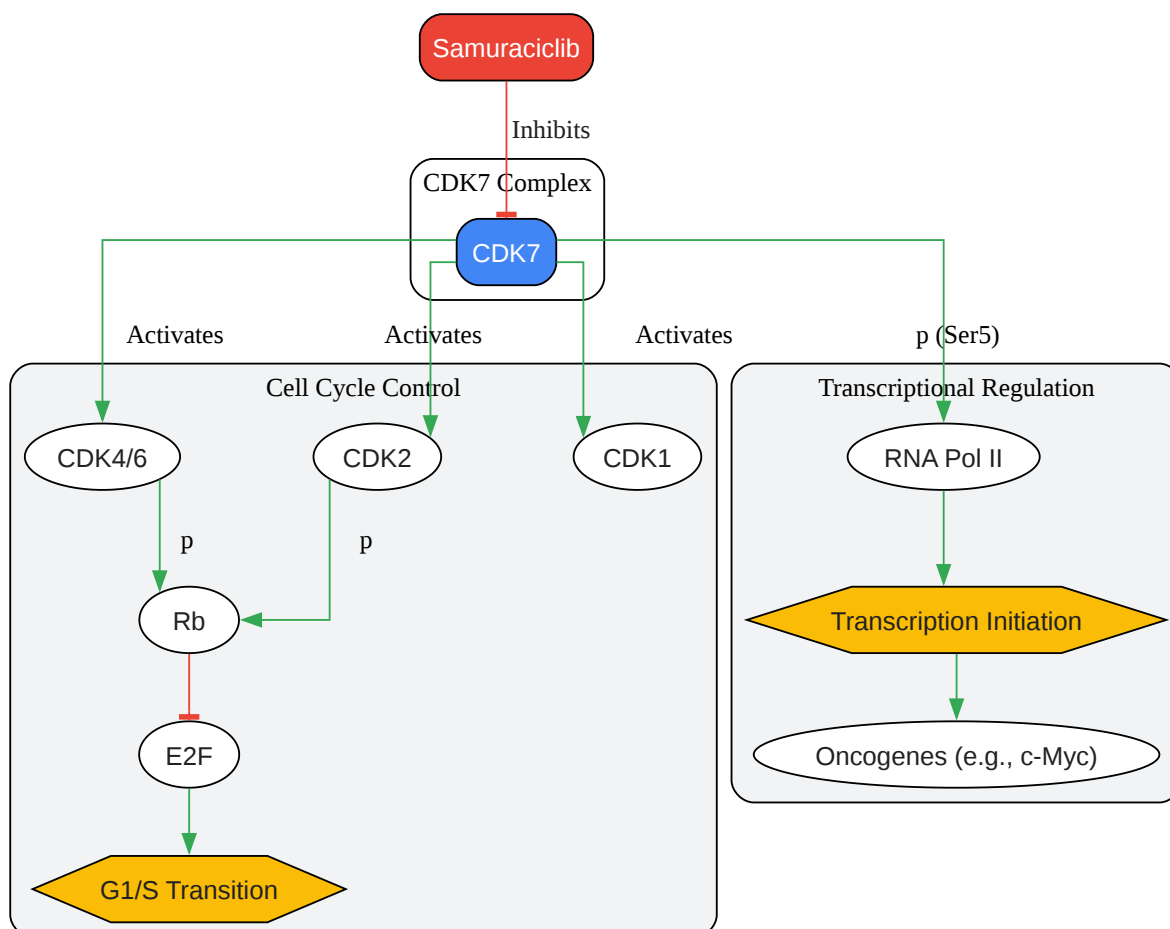 Samuraciclib
Inhibits
CDK7 Complex
CDK7
Activates
Activates
Activates
p (Ser5)
Cell Cycle Control
Transcriptional Regulation
CDK4/6
CDK2
CDK1
RNA Pol II
p
p
Rb
Transcription Initiation
E2F
Oncogenes (e.g., c-Myc)
G1/S Transition